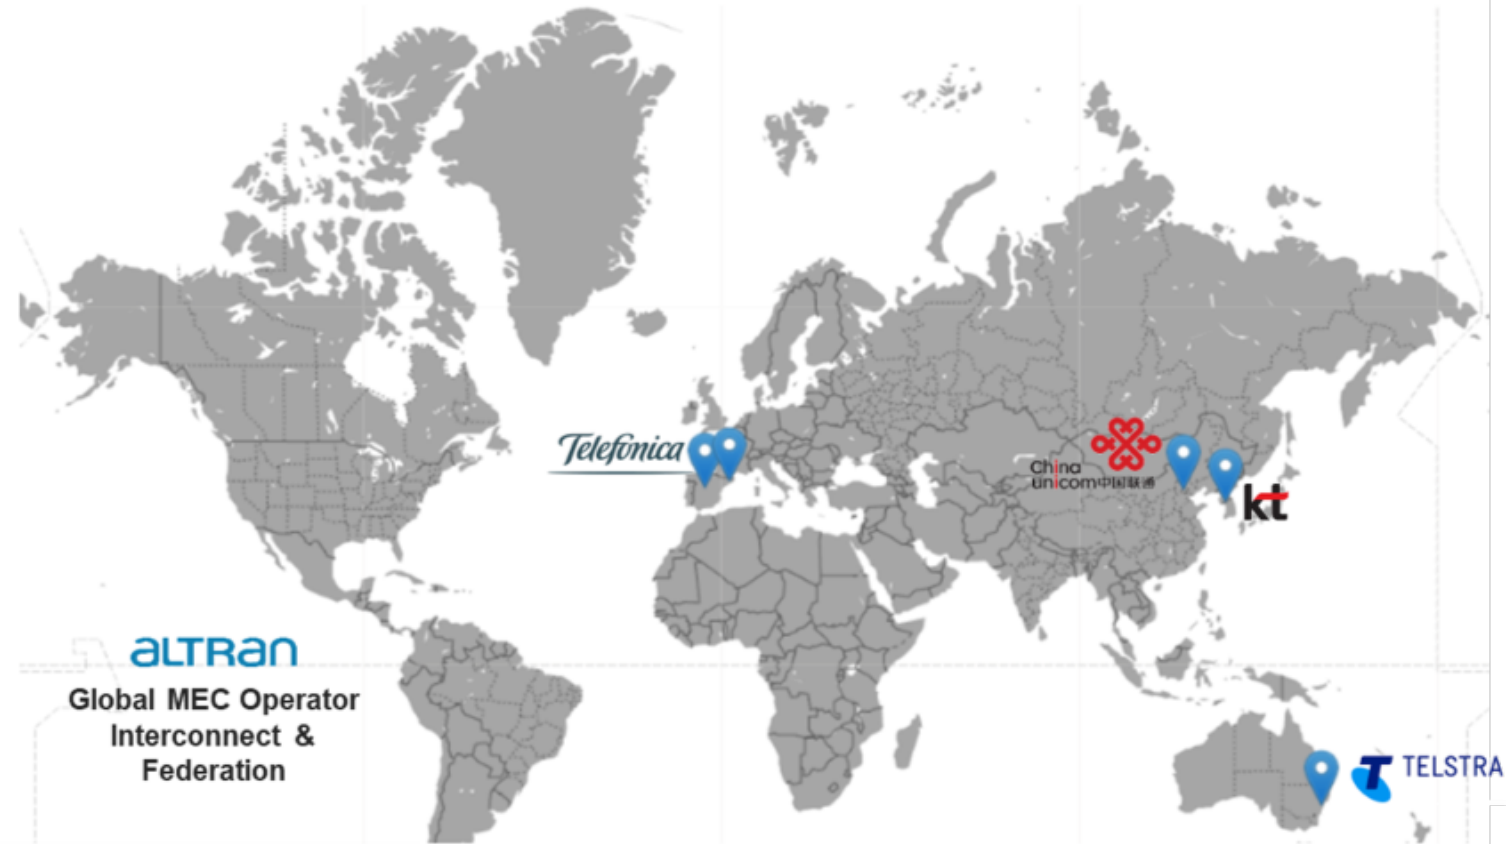 Telefónica
China
unicom中国联通
kt
aLTRan
Global MEC Operator
Interconnect &
Federation
TELSTRA